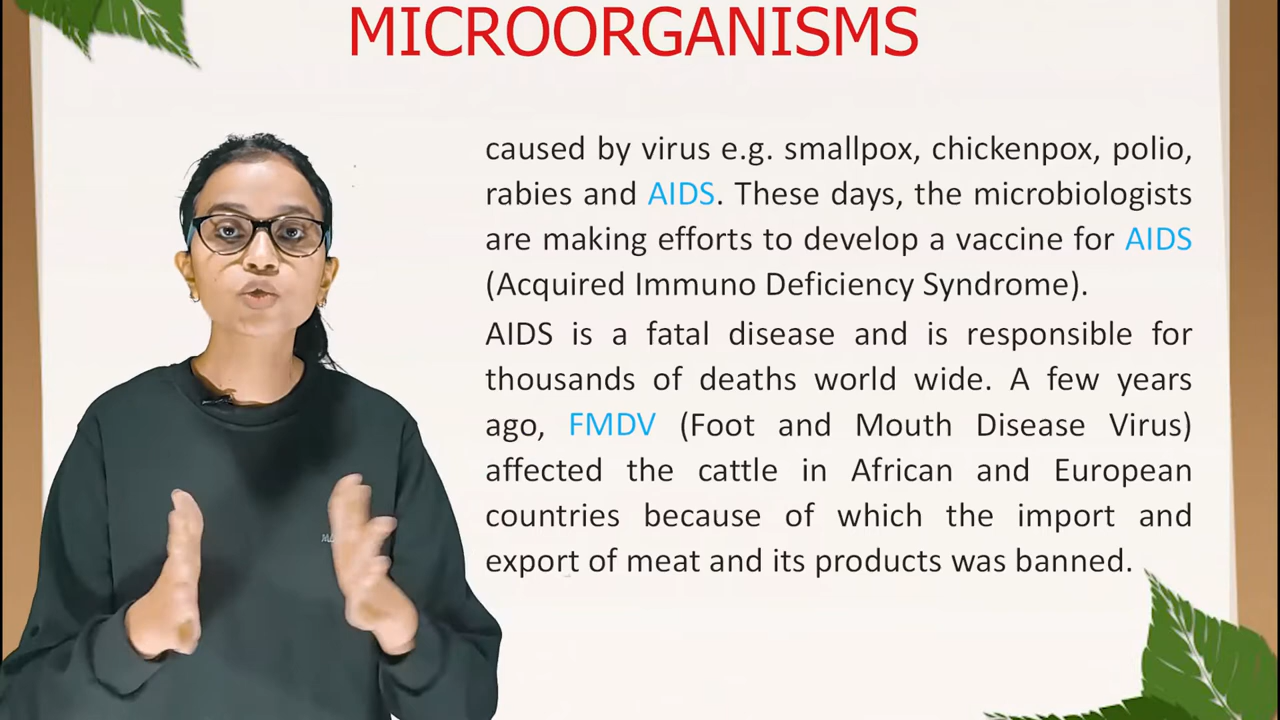 MICROORGANISMS
caused by virus e.g. smallpox, chickenpox, polio,
rabies and AIDS. These days, the microbiologists
are making efforts to develop a vaccine for AIDS
(Acquired Immuno Deficiency Syndrome).
AIDS is a fatal disease and is responsible for
thousands of deaths world wide. A few years
ago, FMDV (Foot and Mouth Disease Virus)
affected the cattle in African and European
countries because of which the import and
export of meat and its products was banned.